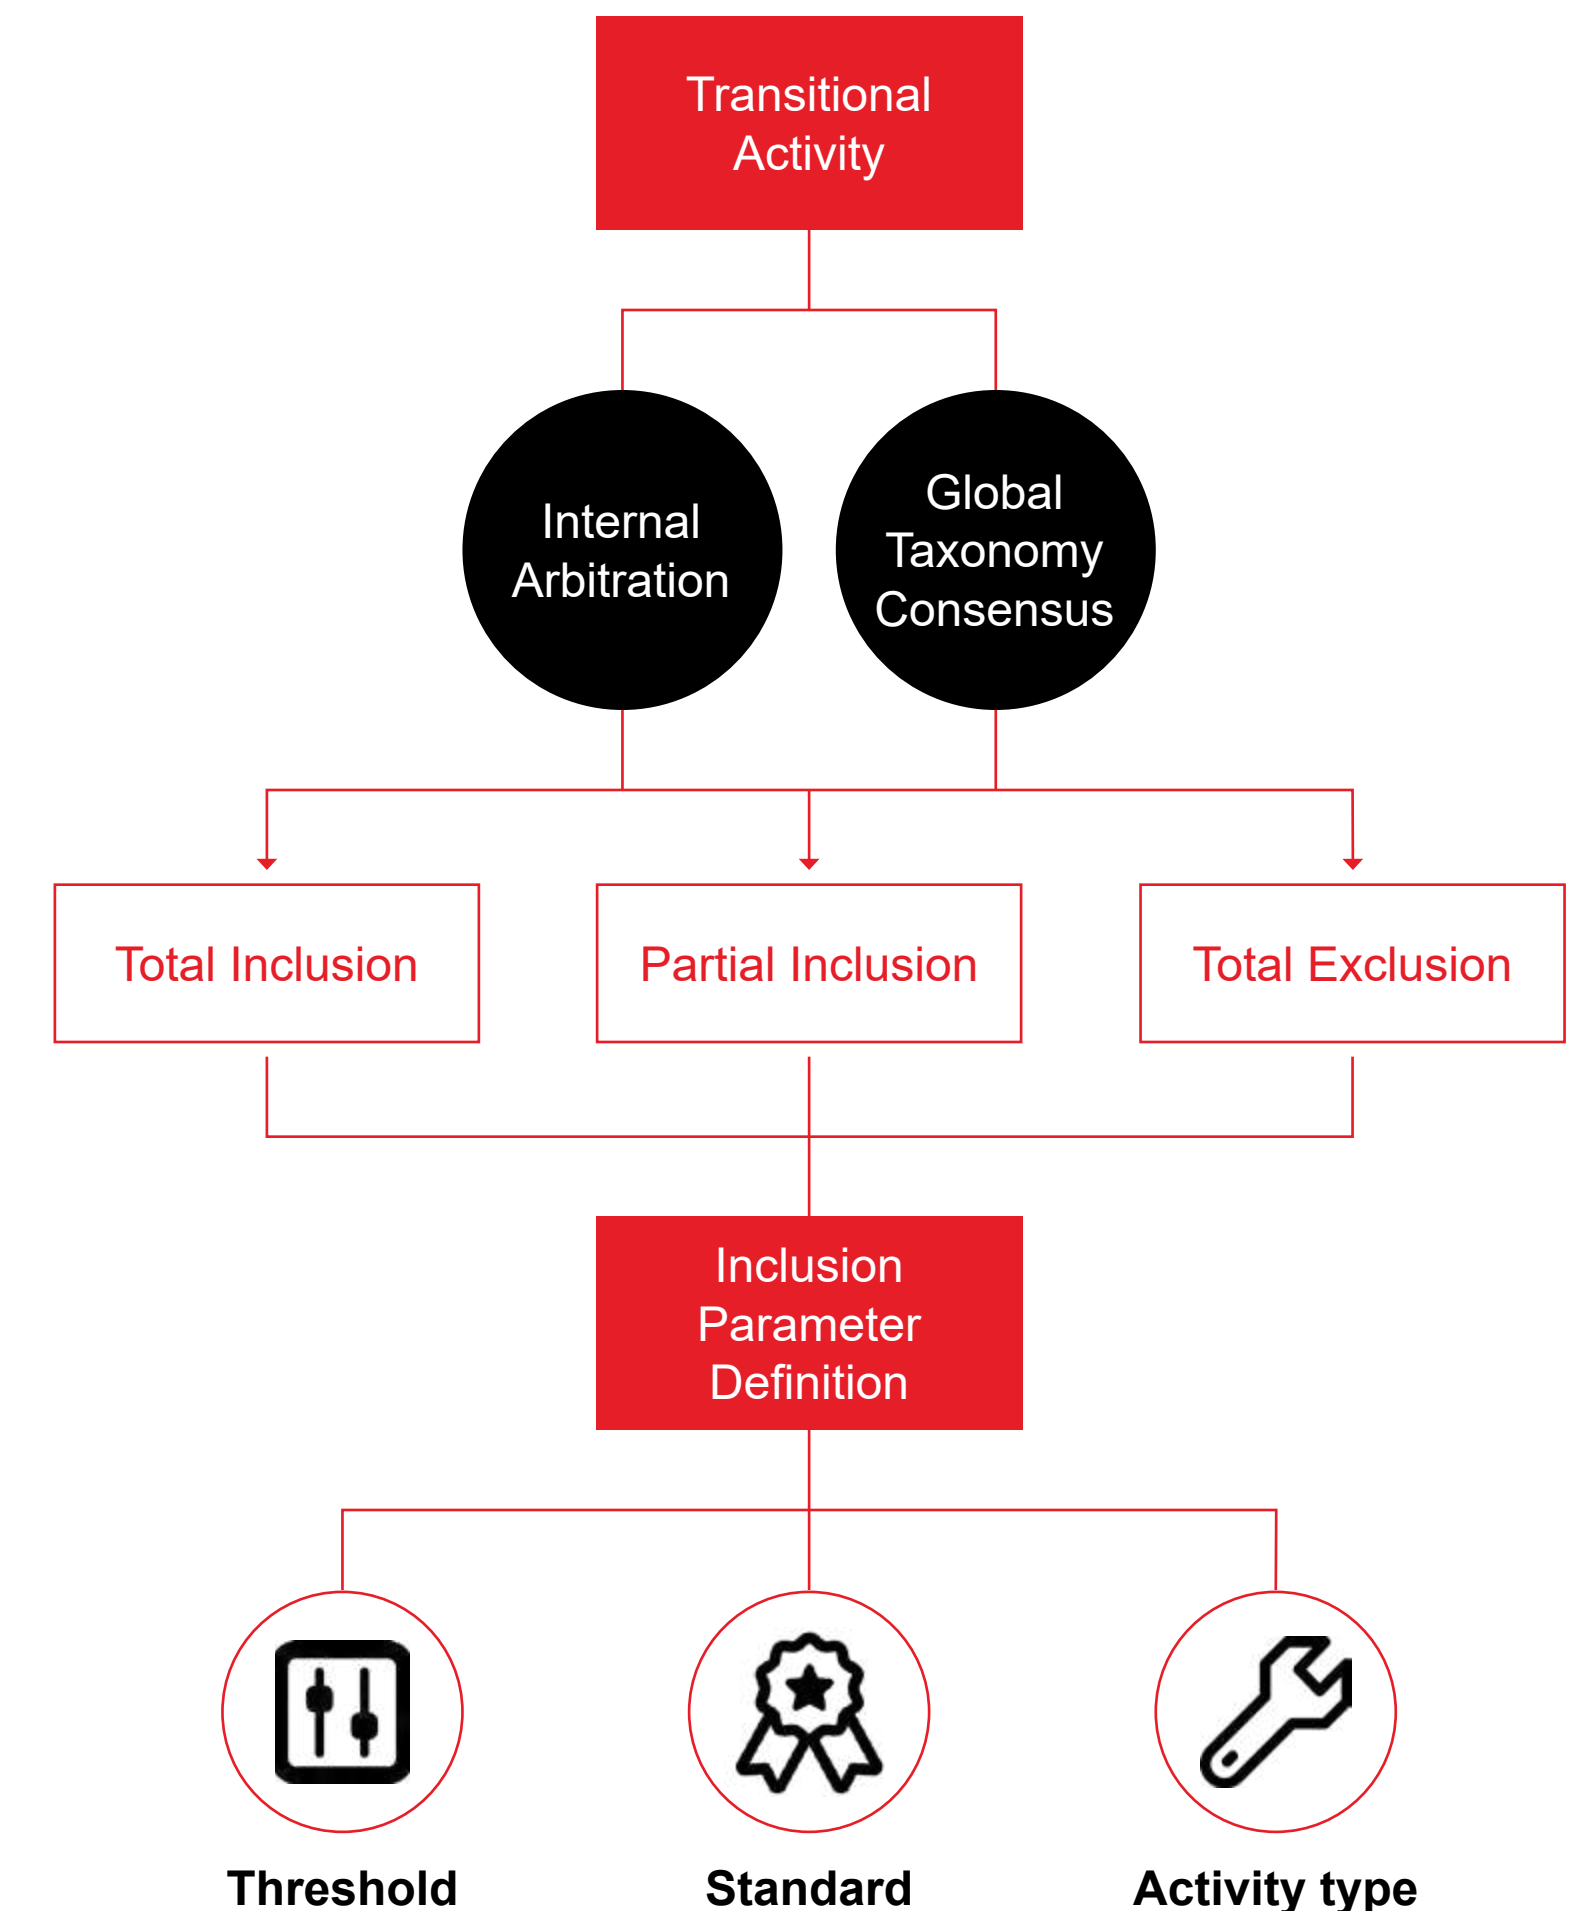 Transitional
Activity
Internal
Arbitration
Global
Taxonomy
Consensus
Total Inclusion
Partial Inclusion
Total Exclusion
Inclusion
Parameter
Definition
Threshold
Standard
Activity type